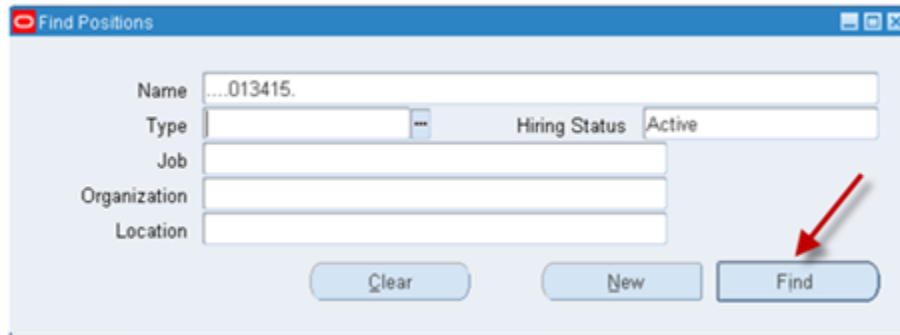 Find Positions
Name ....013415.
Type ... Hiring Status Active
Job
Organization
Location
Clear New Find